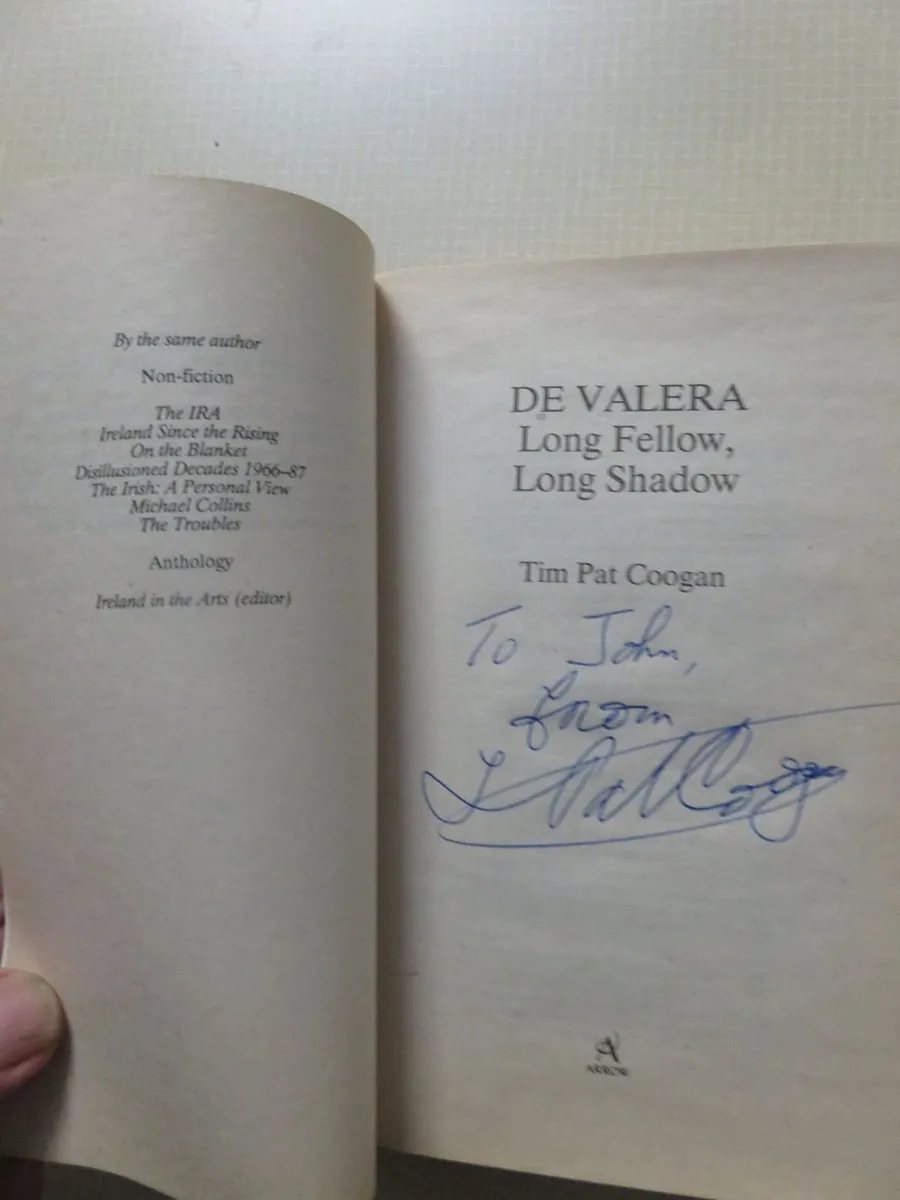 By the same author
Non-fiction
The IRA
Ireland Since the Rising
On the Blanket
Disillusioned Decades 1966–87
The Irish: A Personal View
Michael Collins
The Troubles
Anthology
Ireland in the Arts (editor)
DE VALERA
Long Fellow,
Long Shadow
Tim Pat Coogan
To John,
from
T Pat Coogan
ARROW